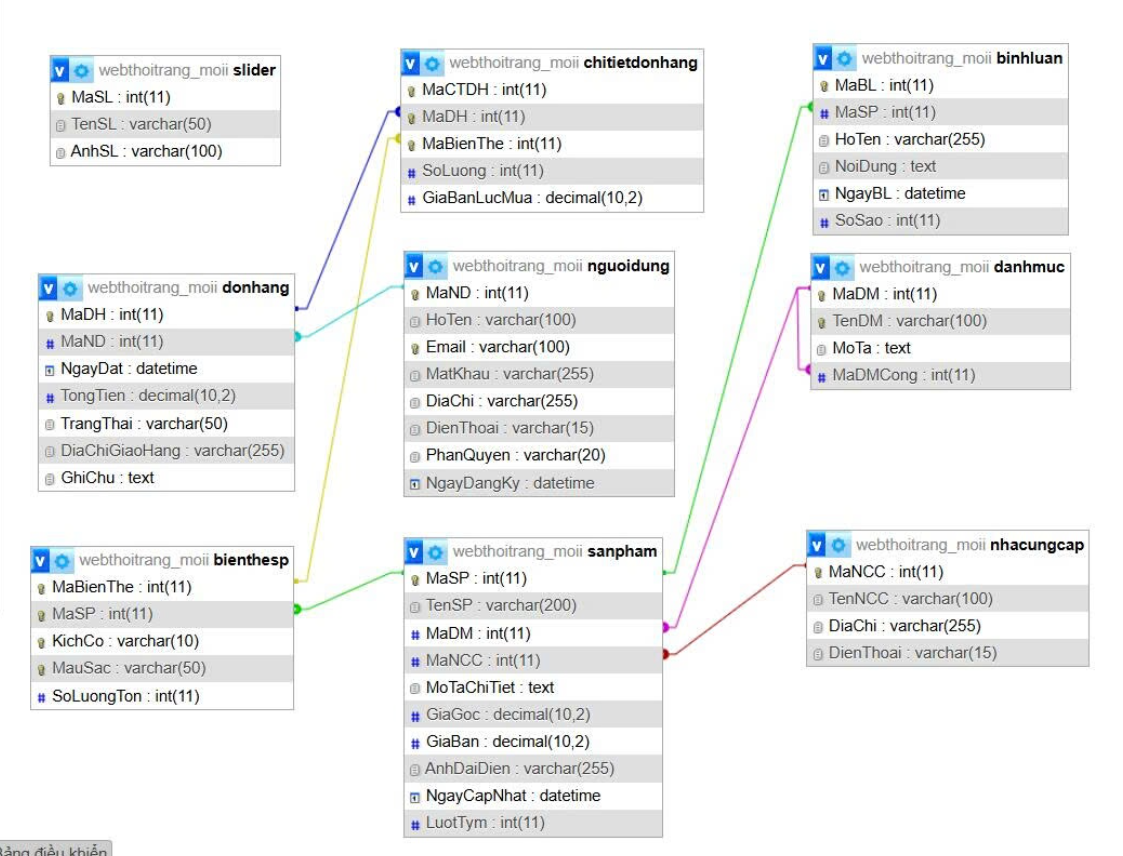 webthoitrang_moii slider
MaSL : int(11)
TenSL : varchar(50)
AnhSL : varchar(100)
webthoitrang_moii chitietdonhang
MaCTDH : int(11)
MaDH : int(11)
MaBienThe : int(11)
SoLuong : int(11)
GiaBanLucMua : decimal(10,2)
webthoitrang_moii binhluan
MaBL : int(11)
MaSP : int(11)
HoTen : varchar(255)
NoiDung : text
NgayBL : datetime
SoSao : int(11)
webthoitrang_moii donhang
MaDH : int(11)
MaND : int(11)
NgayDat : datetime
TongTien : decimal(10,2)
TrangThai : varchar(50)
DiaChiGiaoHang : varchar(255)
GhiChu : text
webthoitrang_moii nguoidung
MaND : int(11)
HoTen : varchar(100)
Email : varchar(100)
MatKhau : varchar(255)
DiaChi : varchar(255)
DienThoai : varchar(15)
PhanQuyen : varchar(20)
NgayDangKy : datetime
webthoitrang_moii danhmuc
MaDM : int(11)
TenDM : varchar(100)
MoTa : text
MaDMCong : int(11)
webthoitrang_moii bienthesp
MaBienThe : int(11)
MaSP : int(11)
KichCo : varchar(10)
MauSac : varchar(50)
SoLuongTon : int(11)
webthoitrang_moii sanpham
MaSP : int(11)
TenSP : varchar(200)
MaDM : int(11)
MaNCC : int(11)
MoTaChiTiet : text
GiaGoc : decimal(10,2)
GiaBan : decimal(10,2)
AnhDaiDien : varchar(255)
NgayCapNhat : datetime
LuotTym : int(11)
webthoitrang_moii nhacungcap
MaNCC : int(11)
TenNCC : varchar(100)
DiaChi : varchar(255)
DienThoai : varchar(15)
Bảng điều khiển